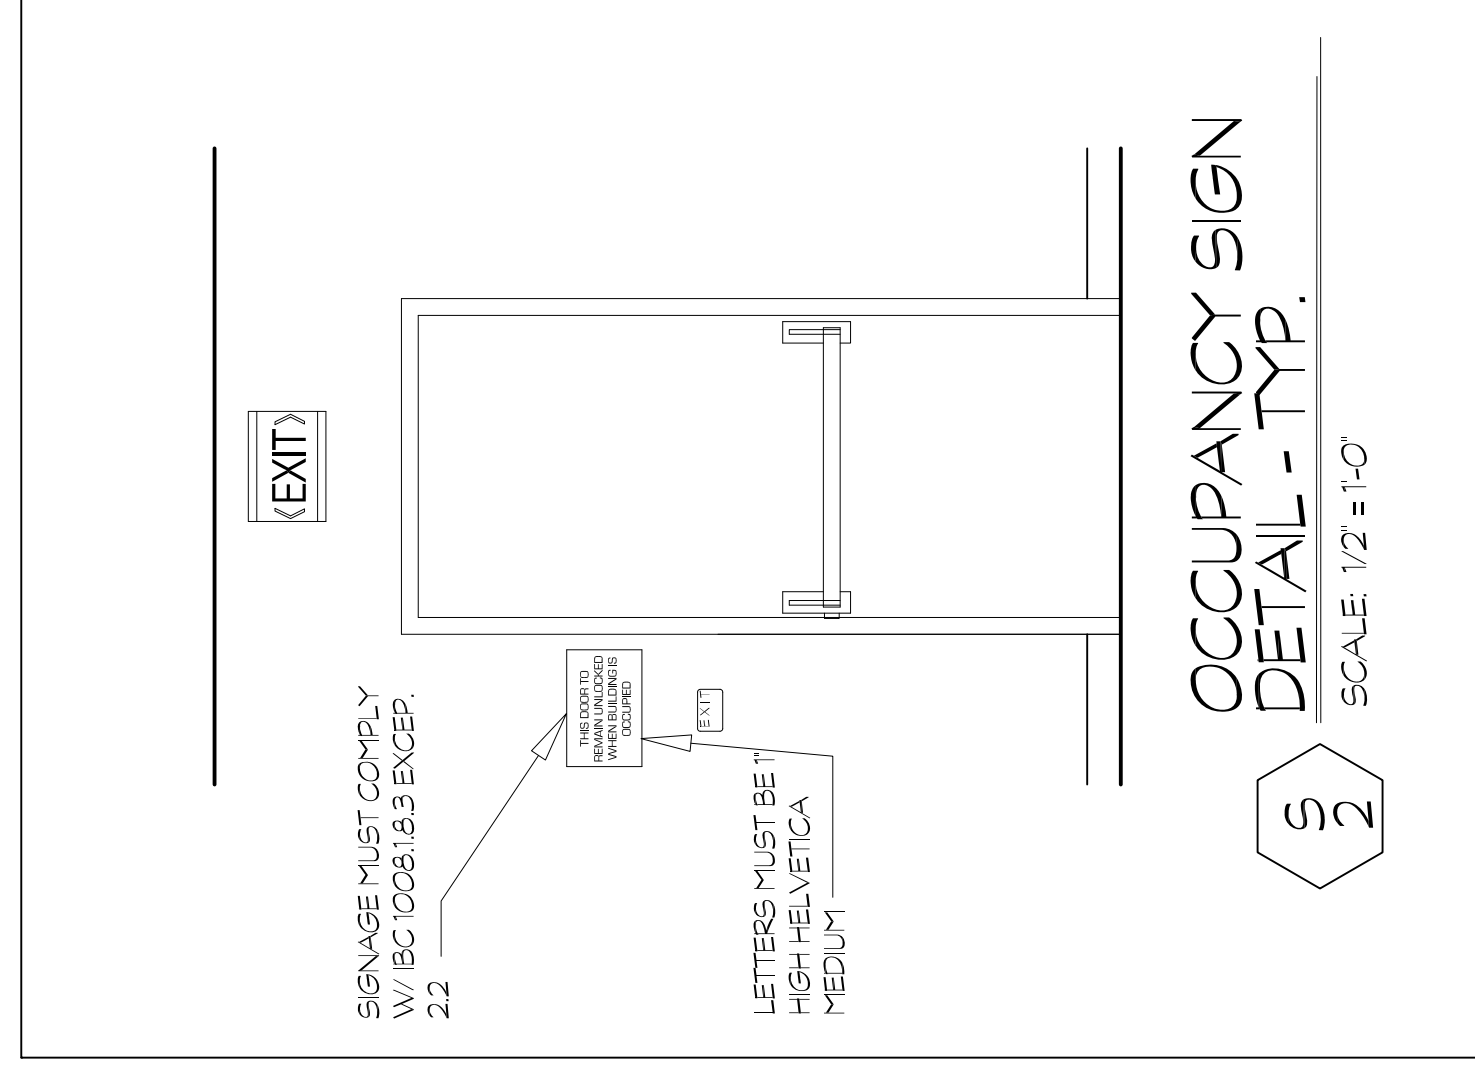 <EXIT>
SIGNAGE MUST COMPLY
W/ IBC 1008.1.8.3 EXCEP.
2.2
THIS DOOR TO
REMAIN UNLOCKED
WHEN BUILDING IS
OCCUPIED
EXIT
LETTERS MUST BE 1"
HIGH HELVETICA
MEDIUM
OCCUPANCY SIGN
DETAIL - TYP.
SCALE: 1/2" = 1'-0"
S
2